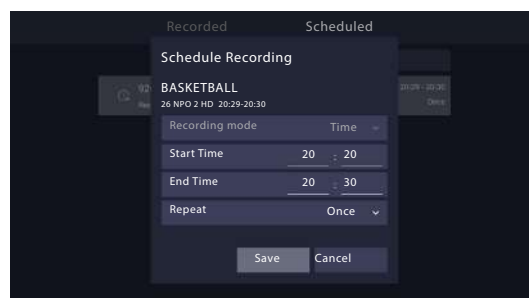 Recorded Scheduled
Schedule Recording
BASKETBALL
26 NPO 2 HD 20:29-20:30
20:29 - 20:30
Once
Recording mode Time
Start Time 20 : 20
End Time 20 : 30
Repeat Once
Save Cancel